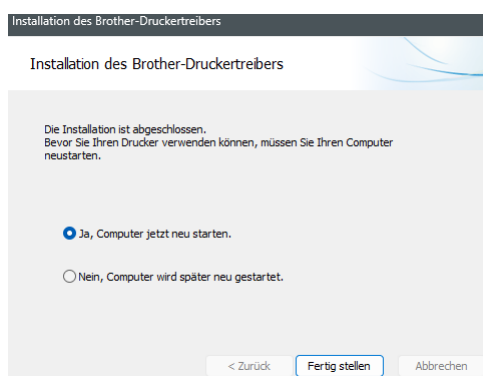 Installation des Brother-Druckertreibers
Installation des Brother-Druckertreibers
Die Installation ist abgeschlossen.
Bevor Sie Ihren Drucker verwenden können, müssen Sie Ihren Computer
neustarten.
Ja, Computer jetzt neu starten.
Nein, Computer wird später neu gestartet.
< Zurück Fertig stellen Abbrechen